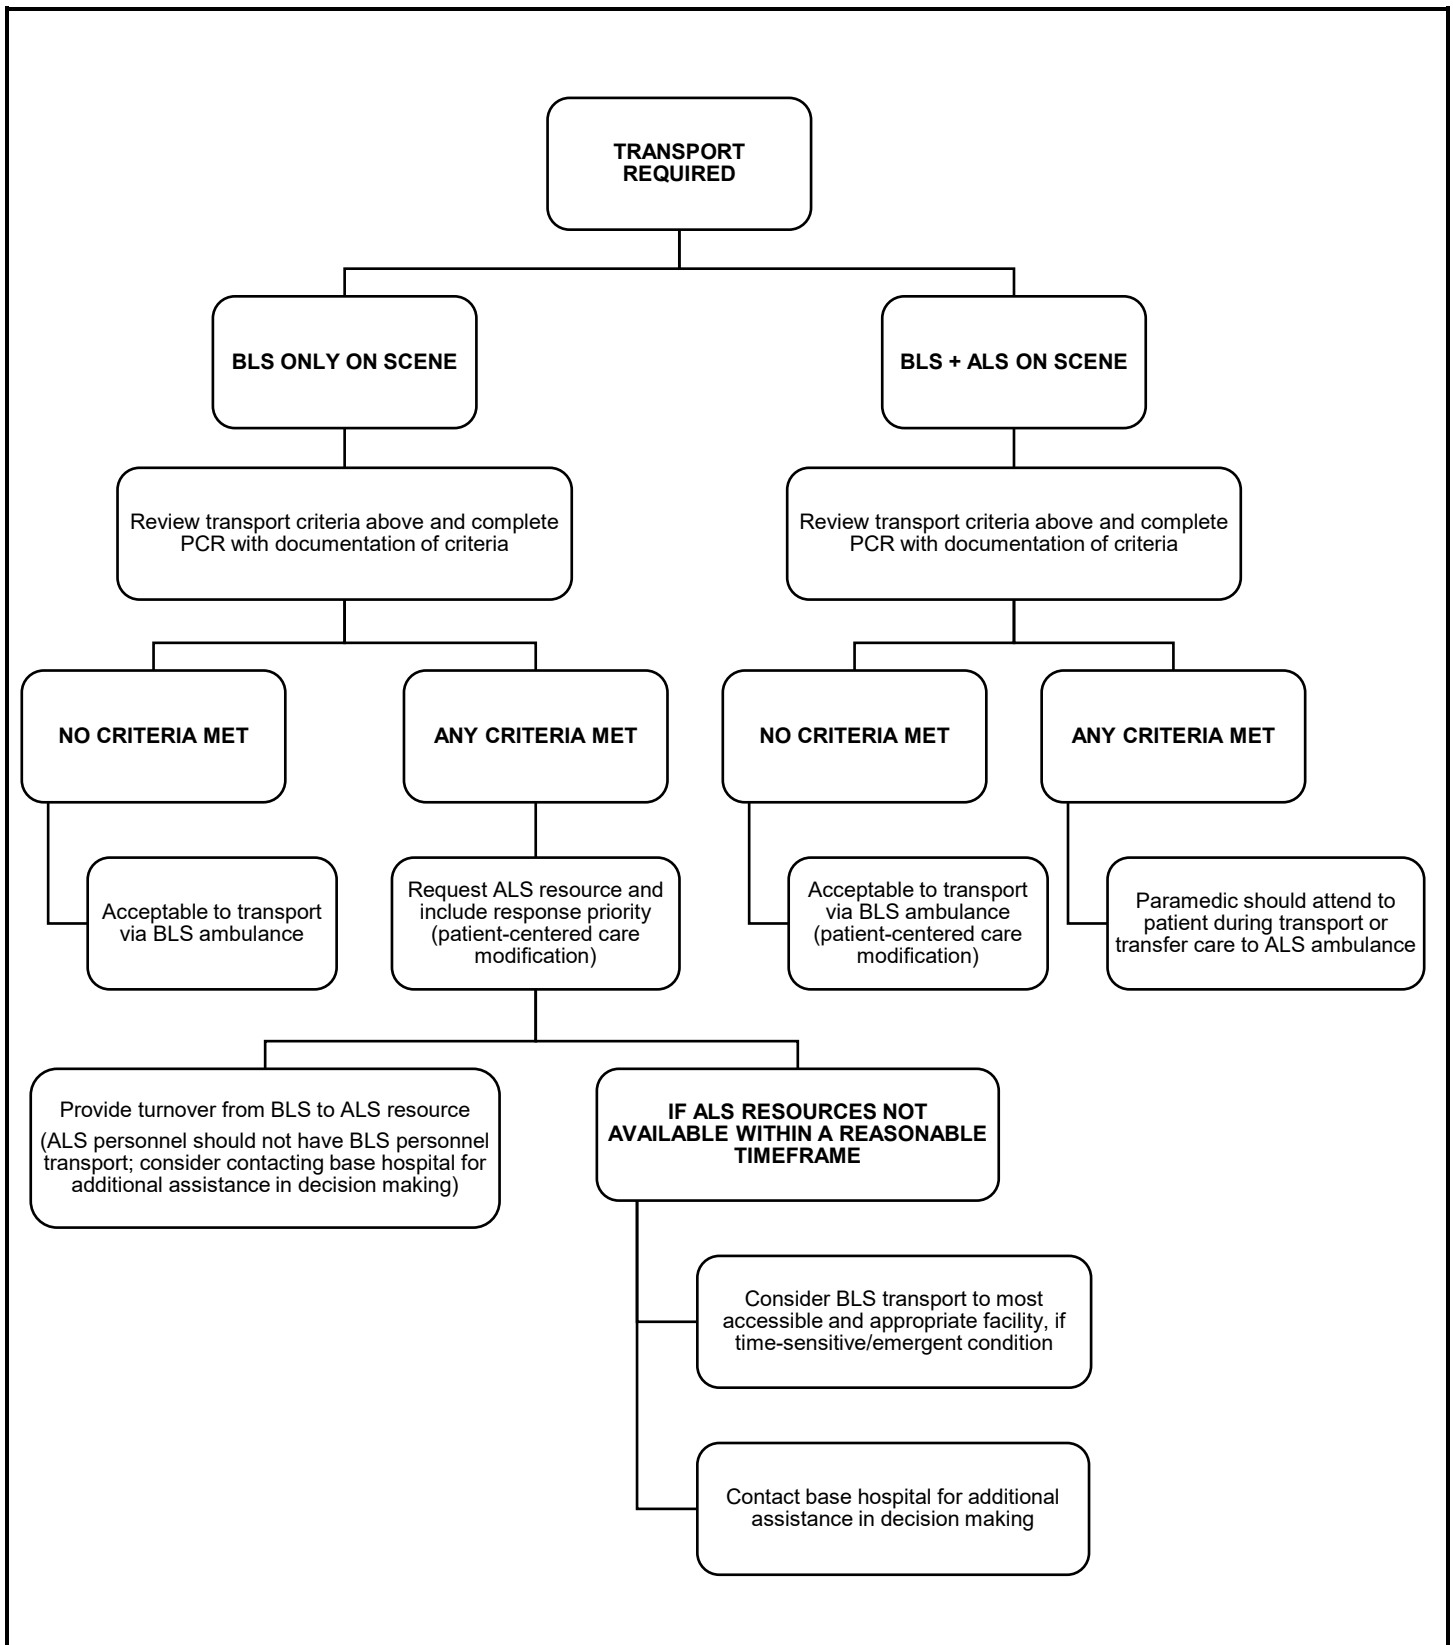 TRANSPORT
REQUIRED
BLS ONLY ON SCENE
BLS + ALS ON SCENE
Review transport criteria above and complete
PCR with documentation of criteria
Review transport criteria above and complete
PCR with documentation of criteria
NO CRITERIA MET
ANY CRITERIA MET
NO CRITERIA MET
ANY CRITERIA MET
Acceptable to transport
via BLS ambulance
Request ALS resource and
include response priority
(patient-centered care
modification)
Acceptable to transport
via BLS ambulance
(patient-centered care
modification)
Paramedic should attend to
patient during transport or
transfer care to ALS ambulance
Provide turnover from BLS to ALS resource
(ALS personnel should not have BLS personnel
transport; consider contacting base hospital for
additional assistance in decision making)
IF ALS RESOURCES NOT
AVAILABLE WITHIN A REASONABLE
TIMEFRAME
Consider BLS transport to most
accessible and appropriate facility, if
time-sensitive/emergent condition
Contact base hospital for additional
assistance in decision making